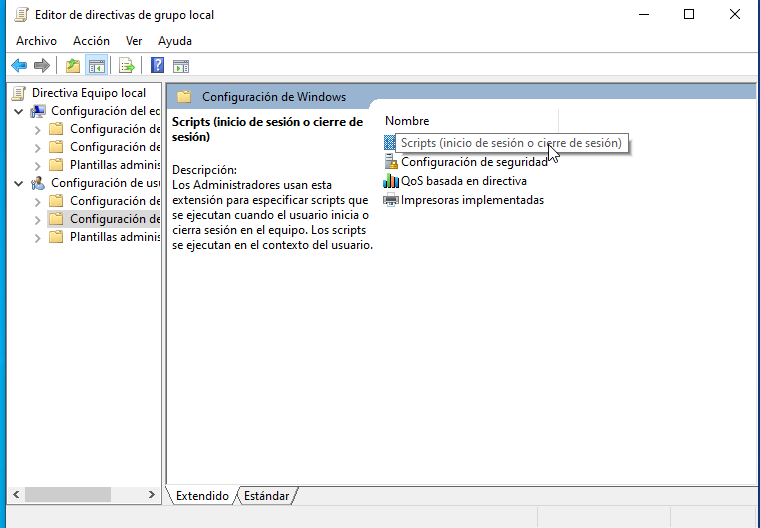 Editor de directivas de grupo local
Archivo Acción Ver Ayuda
Directiva Equipo local
Configuración del eq
Configuración de
Configuración de
Plantillas adminis
Configuración de usu
Configuración de
Configuración de
Plantillas adminis
Configuración de Windows
Scripts (inicio de sesión o cierre de
sesión)
Descripción:
Los Administradores usan esta
extensión para especificar scripts que
se ejecutan cuando el usuario inicia o
cierra sesión en el equipo. Los scripts
se ejecutan en el contexto del usuario.
Nombre
Scripts (inicio de sesión o cierre de sesión)
Configuración de seguridad
QoS basada en directiva
Impresoras implementadas
Extendido Estándar